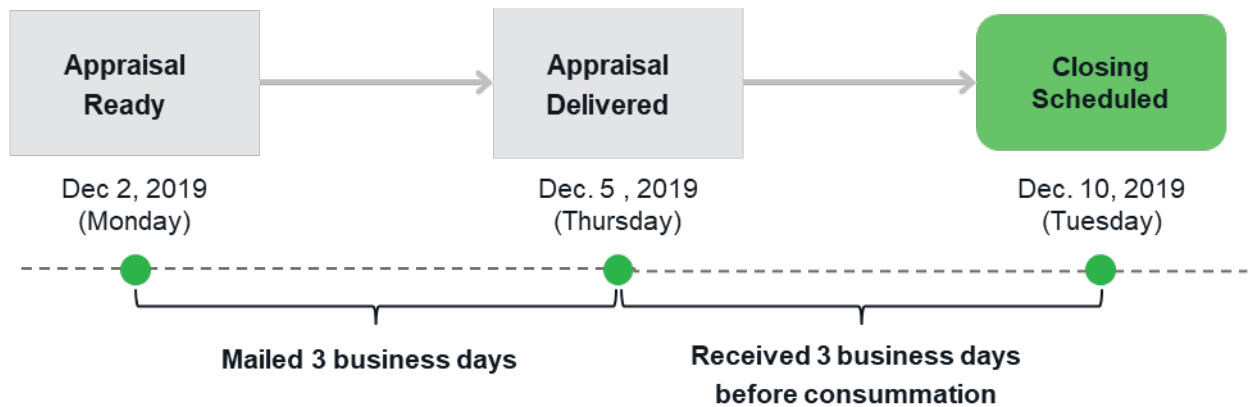 Appraisal
Ready
Appraisal
Delivered
Closing
Scheduled
Dec 2, 2019
(Monday)
Dec. 5 , 2019
(Thursday)
Dec. 10, 2019
(Tuesday)
Mailed 3 business days
Received 3 business days
before consummation